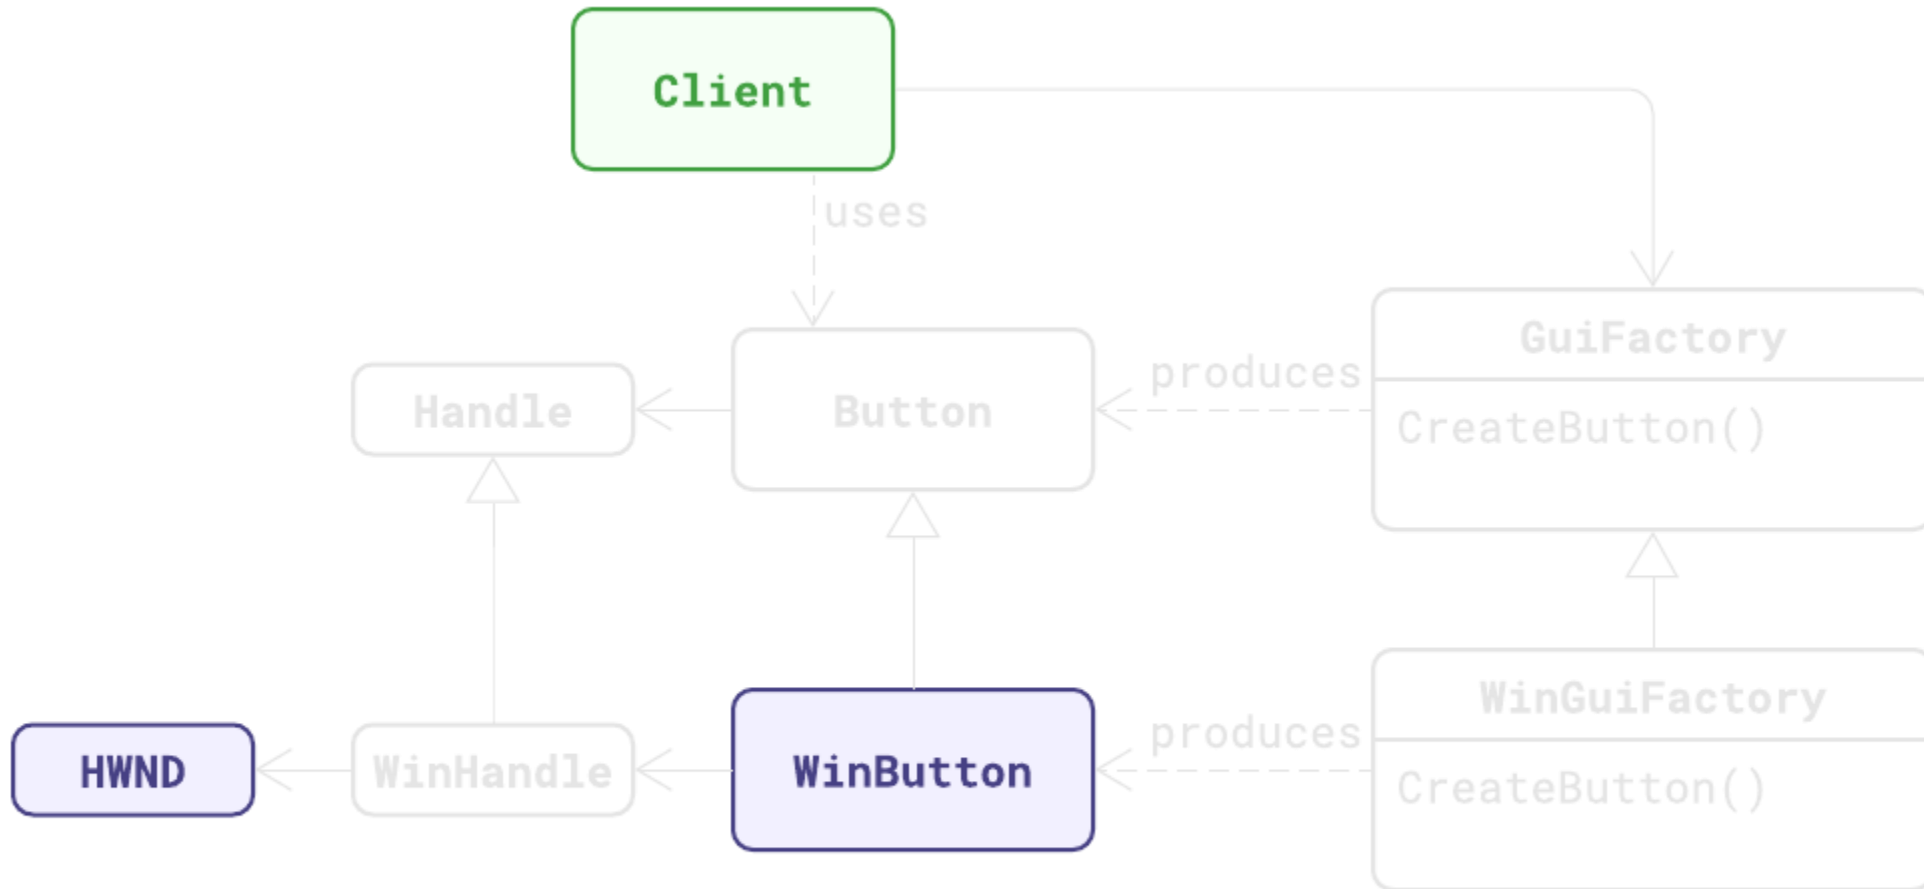 Client
uses
GuiFactory
produces
Handle
Button
CreateButton()
WinGuiFactory
produces
HWND
WinHandle
WinButton
CreateButton()